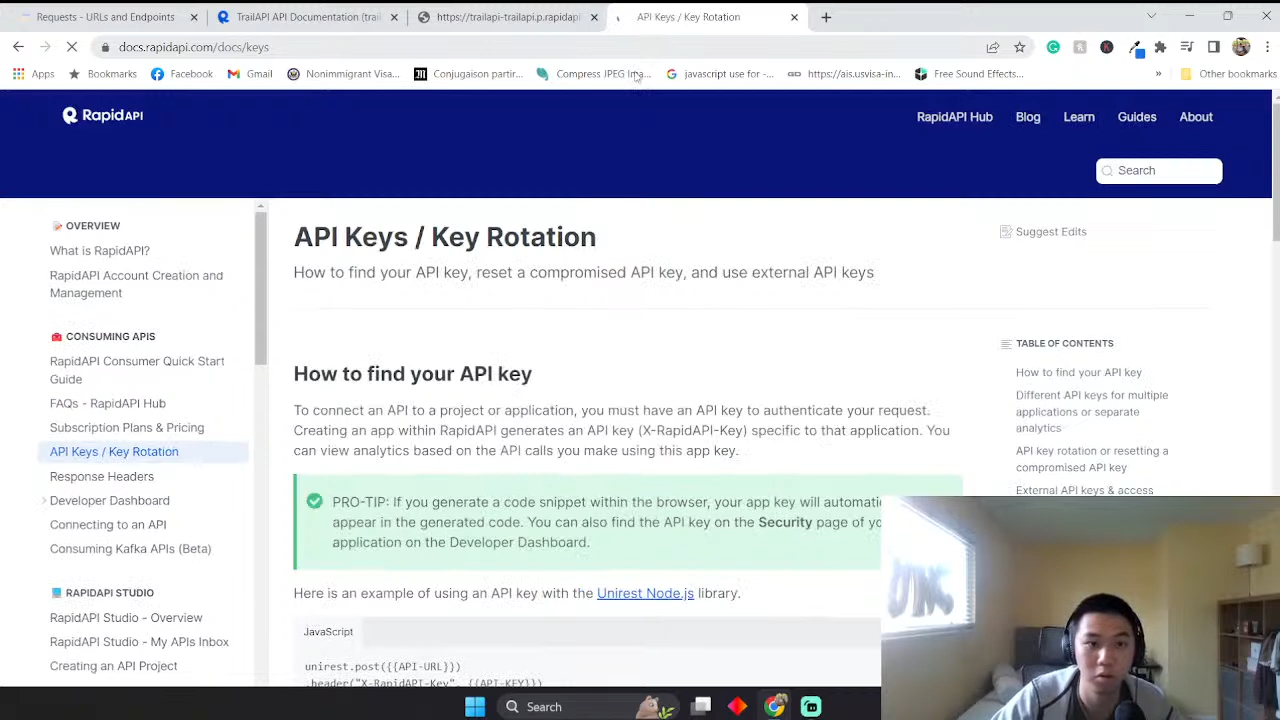 Requests - URLs and Endpoints
TrailAPI API Documentation (trail
https://trailapi-trailapi.p.rapidap
API Keys / Key Rotation
docs.rapidapi.com/docs/keys
Apps
Bookmarks
Facebook
Gmail
Nonimmigrant Visa...
Conjugaison partir...
Compress JPEG Ima...
javascript use for -...
https://ais.usvisa-in...
Free Sound Effects...
»
Other bookmarks
RapidAPI
RapidAPI Hub
Blog
Learn
Guides
About
Search
OVERVIEW
What is RapidAPI?
RapidAPI Account Creation and
Management
CONSUMING APIS
RapidAPI Consumer Quick Start
Guide
FAQs - RapidAPI Hub
Subscription Plans & Pricing
API Keys / Key Rotation
Response Headers
Developer Dashboard
Connecting to an API
Consuming Kafka APIs (Beta)
RAPIDAPI STUDIO
RapidAPI Studio - Overview
RapidAPI Studio - My APIs Inbox
Creating an API Project
API Keys / Key Rotation
How to find your API key, reset a compromised API key, and use external API keys
How to find your API key
To connect an API to a project or application, you must have an API key to authenticate your request.
Creating an app within RapidAPI generates an API key (X-RapidAPI-Key) specific to that application. You
can view analytics based on the API calls you make using this app key.
PRO-TIP: If you generate a code snippet within the browser, your app key will automatic
appear in the generated code. You can also find the API key on the Security page of yo
application on the Developer Dashboard.
Here is an example of using an API key with the Unirest Node.js library.
JavaScript
unirest.post({{API-URL}})
.header("X-RapidAPI-Key", {{API-KEY}})
Suggest Edits
TABLE OF CONTENTS
How to find your API key
Different API keys for multiple
applications or separate
analytics
API key rotation or resetting a
compromised API key
External API keys & access
Search